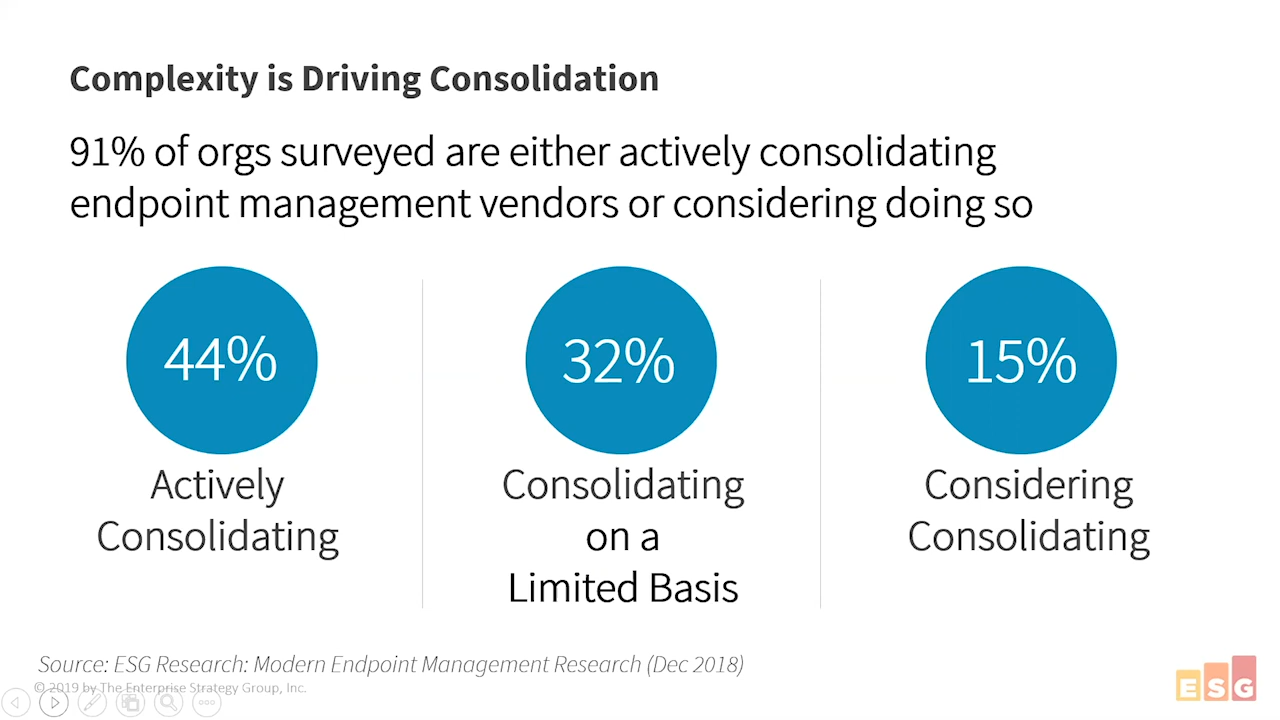 Complexity is Driving Consolidation
91% of orgs surveyed are either actively consolidating
endpoint management vendors or considering doing so
44%
Actively
Consolidating
32%
Consolidating
on a
Limited Basis
15%
Considering
Consolidating
Source: ESG Research: Modern Endpoint Management Research (Dec 2018)
© 2019 by The Enterprise Strategy Group, Inc.
ESG